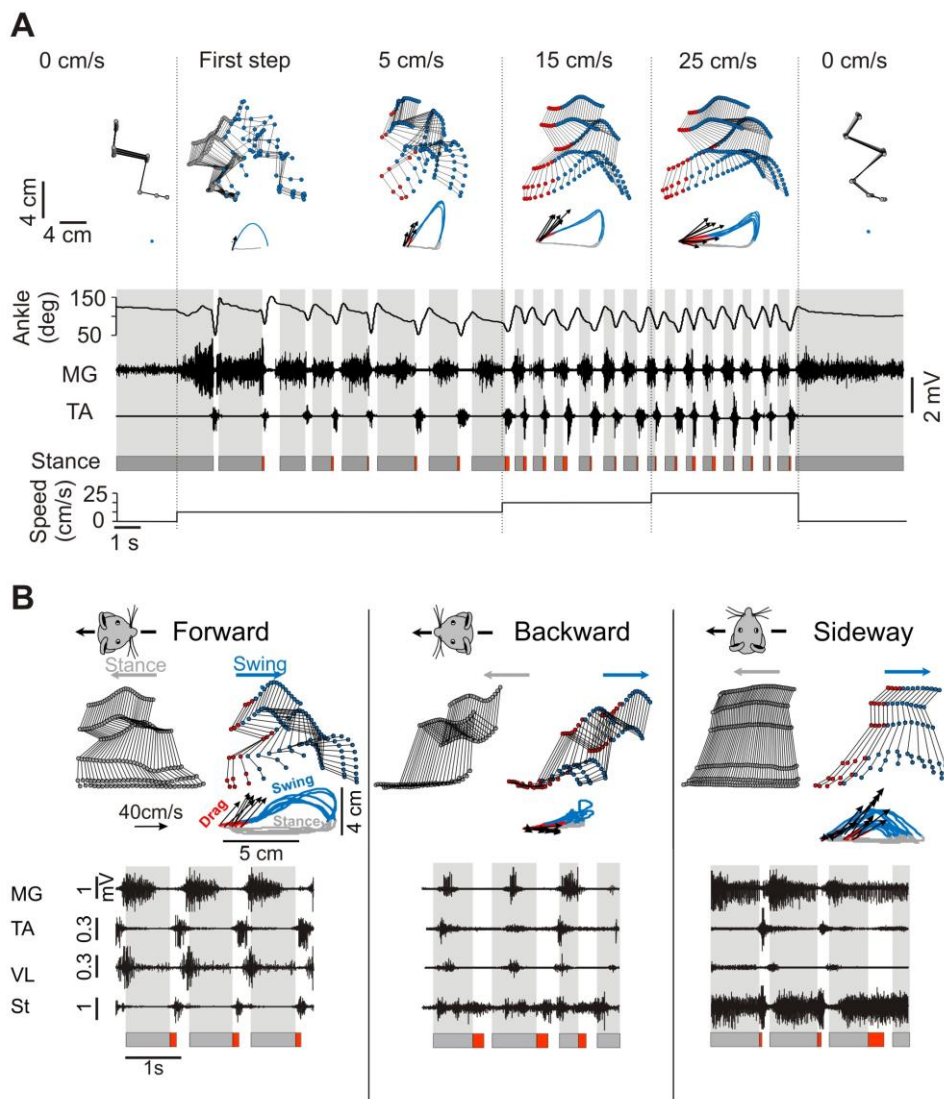 A
0 cm/s First step 5 cm/s 15 cm/s 25 cm/s 0 cm/s
4 cm
4 cm
Ankle (deg)
150
50
MG
TA
2 mV
Stance
Speed (cm/s)
25
0
1 s
B
Forward Backward Sideway
Stance Swing
Swing
Drag
Stance
40cm/s
4 cm
5 cm
MG 1 mV
TA 0.3
VL 0.3
St 1
1s